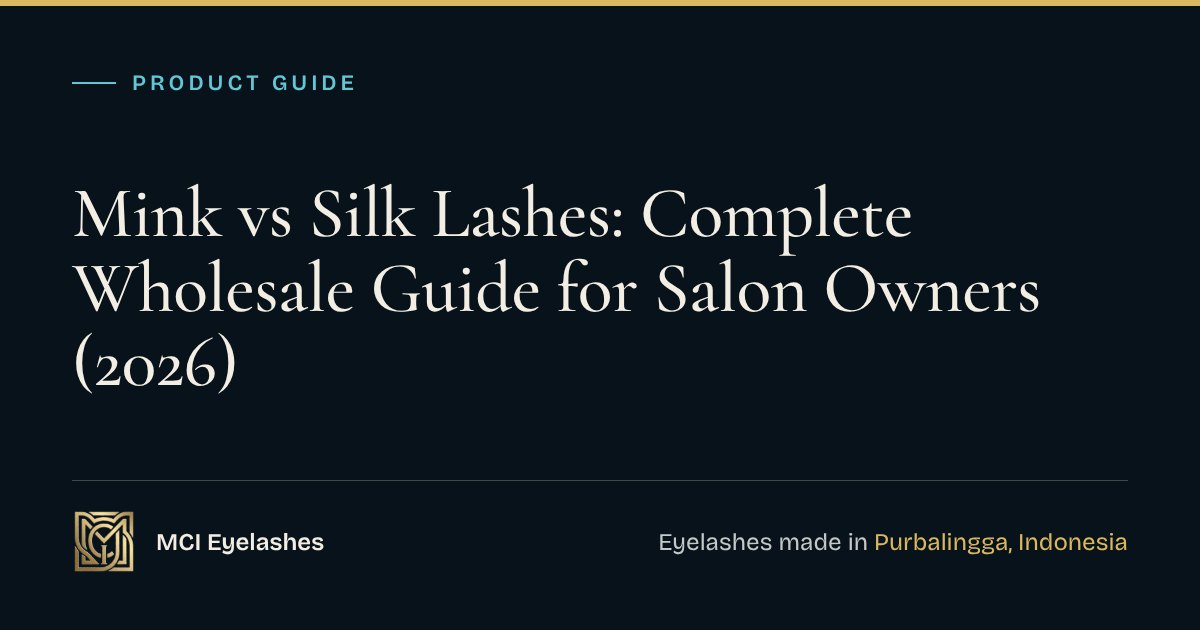 PRODUCT GUIDE
Mink vs Silk Lashes: Complete
Wholesale Guide for Salon Owners
(2026)
MCI Eyelashes
Eyelashes made in Purbalingga, Indonesia